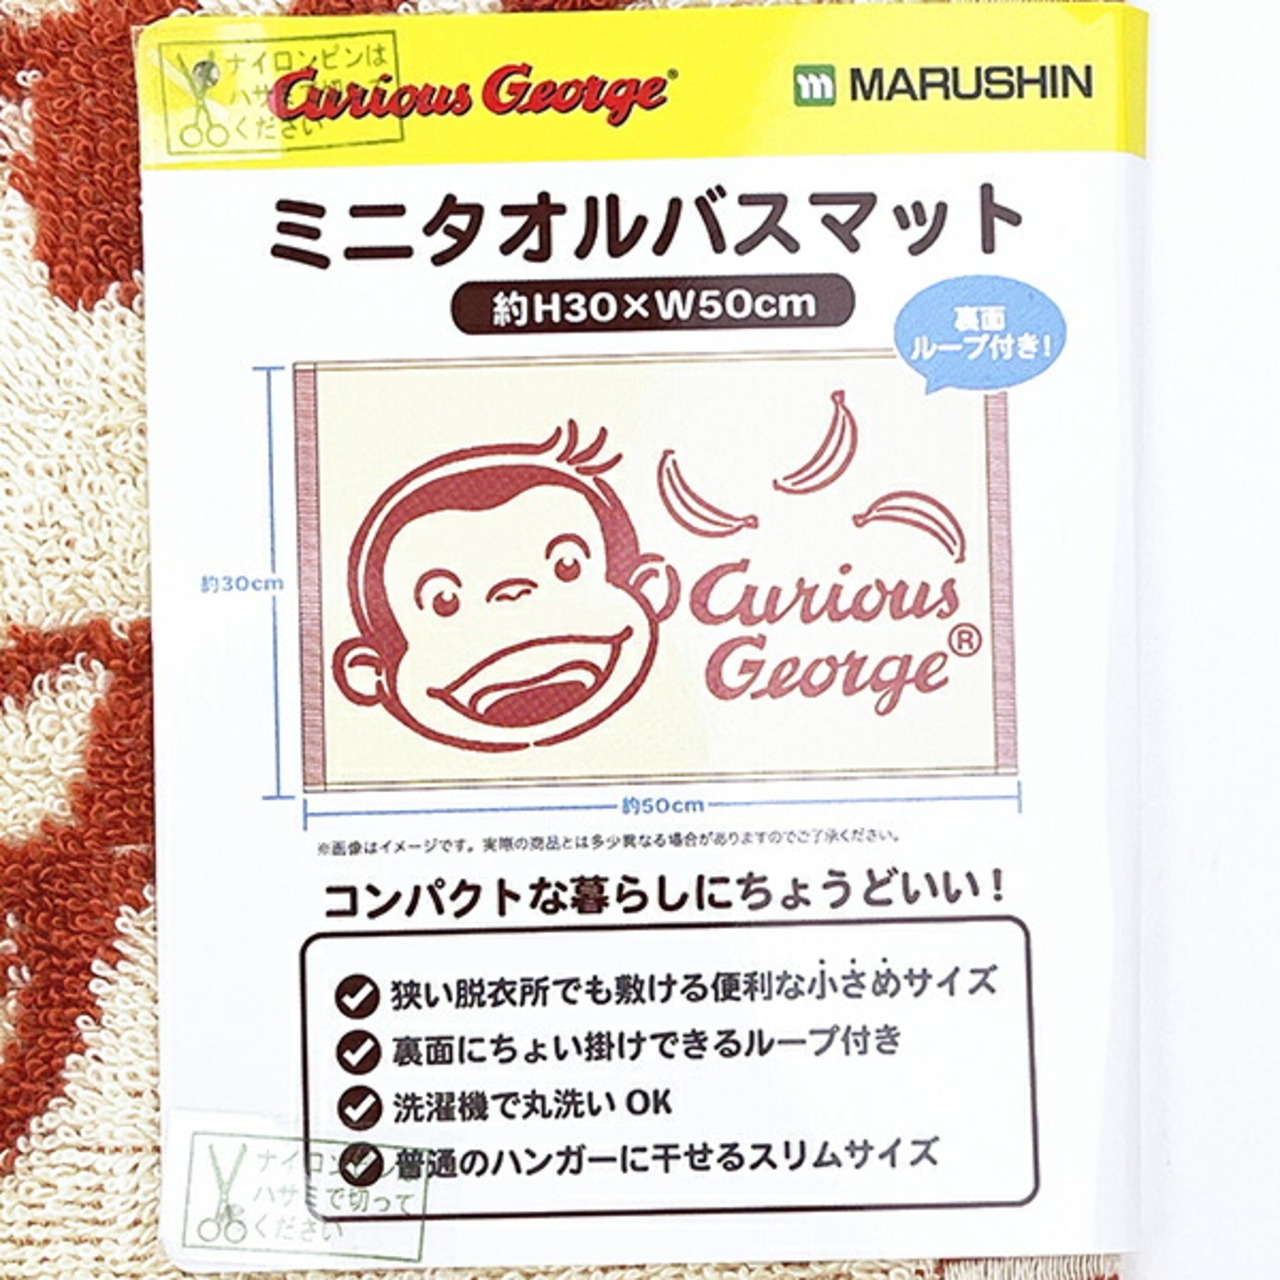 ナイロンピンは
ハサミで切って
ください
Curious George®
m MARUSHIN
ミニタオルバスマット
約H30×W50cm
裏面
ループ付き!
約30cm
Curious
George®
約50cm
※画像はイメージです。実際の商品とは多少異なる場合がありますのでご了承ください。
コンパクトな暮らしにちょうどいい!
狭い脱衣所でも敷ける便利な小さめサイズ
裏面にちょい掛けできるループ付き
洗濯機で丸洗いOK
普通のハンガーに干せるスリムサイズ
ナイロンピンは
ハサミで切って
ください